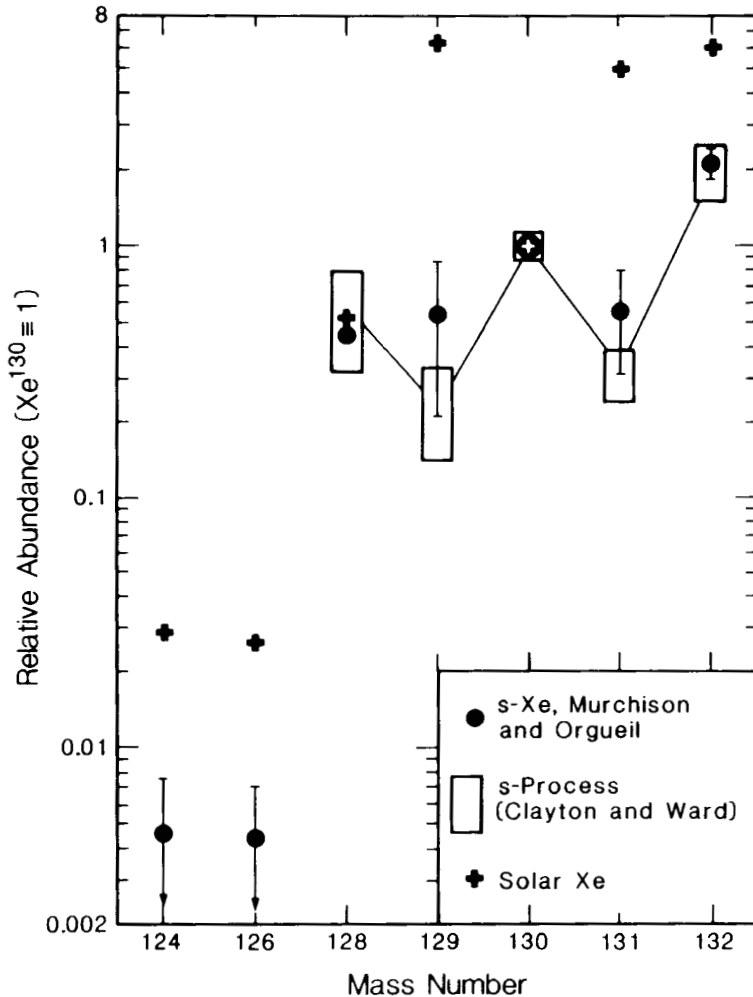 8
1
0.1
0.01
0.002
Relative Abundance (Xe¹³⁰ ≡ 1)
124 126 128 129 130 131 132
Mass Number
s-Xe, Murchison
and Orgueil
s-Process
(Clayton and Ward)
Solar Xe